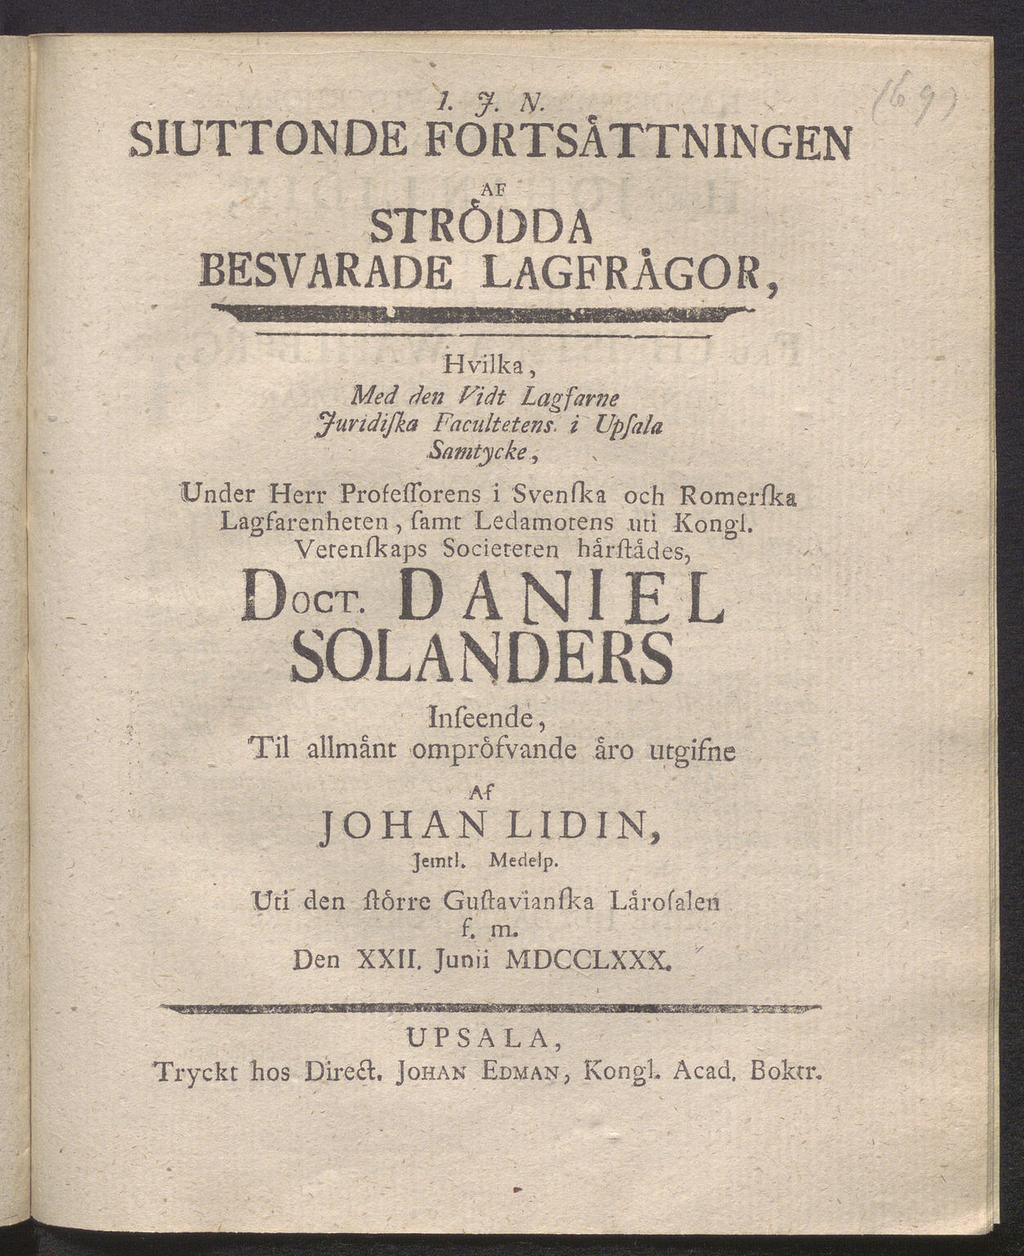 I. J. N.
SIUTTONDE FORTSÅTTNINGEN
AF
STRÖDDA
BESVARADE LAGFRÅGOR,
Hvilka,
Med den Vidt Lagfarne
Juridiſka Facultetens i Upſala
Samtycke,
Under Herr Profeſſorens i Svenſka och Romerſka
Lagfarenheten, ſamt Ledamotens uti Kongl.
Vetenſkaps Societeten hårſtådes,
DOCT. DANIEL
SOLANDERS
Inſeende,
Til allmånt ompröfvande åro utgifne
Af
JOHAN LIDIN,
Jemtl. Medelp.
Uti den ſtörre Guſtavianſka Låroſalen
f. m.
Den XXII. Junii MDCCLXXX.
UPSALA,
Tryckt hos Direct. JOHAN EDMAN, Kongl. Acad. Boktr.